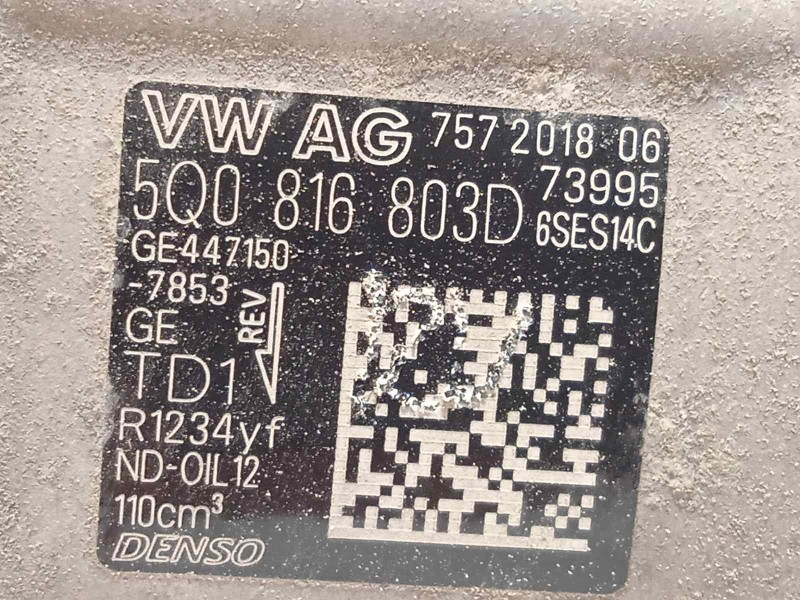 VW AG 757 2018 06
5Q0 816 803D 73995
6SES14C
GE447150
-7853
GE
REV
TD1
R1234yf
ND-OIL12
110cm³
DENSO